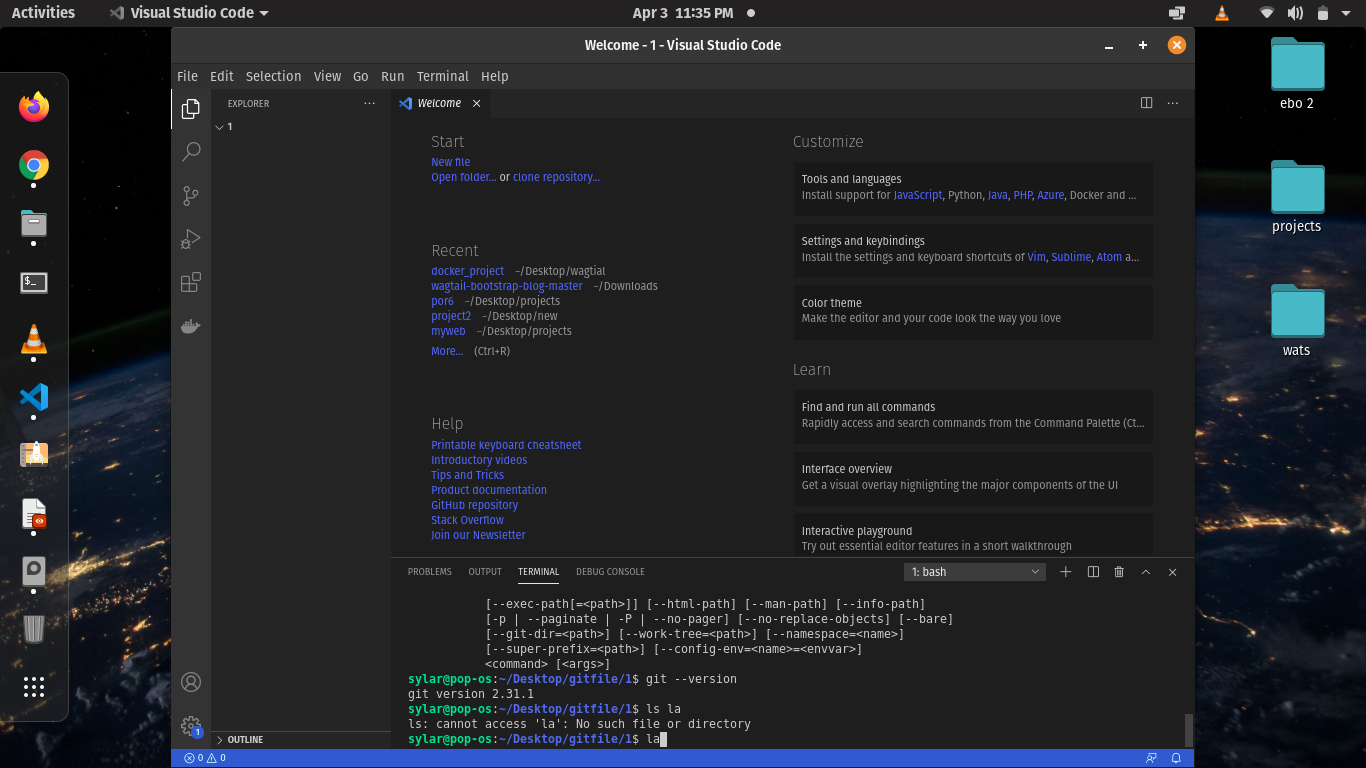 Activities
Visual Studio Code
Apr 3 11:35 PM
Welcome - 1 - Visual Studio Code
File Edit Selection View Go Run Terminal Help
EXPLORER
1
OUTLINE
Welcome
Start
New file
Open folder... or clone repository...
Recent
docker_project ~/Desktop/wagtial
wagtail-bootstrap-blog-master ~/Downloads
por6 ~/Desktop/projects
project2 ~/Desktop/new
myweb ~/Desktop/projects
More... (Ctrl+R)
Help
Printable keyboard cheatsheet
Introductory videos
Tips and Tricks
Product documentation
GitHub repository
Stack Overflow
Join our Newsletter
Customize
Tools and languages
Install support for JavaScript, Python, Java, PHP, Azure, Docker and ...
Settings and keybindings
Install the settings and keyboard shortcuts of Vim, Sublime, Atom a...
Color theme
Make the editor and your code look the way you love
Learn
Find and run all commands
Rapidly access and search commands from the Command Palette (Ct...
Interface overview
Get a visual overlay highlighting the major components of the UI
Interactive playground
Try out essential editor features in a short walkthrough
PROBLEMS OUTPUT TERMINAL DEBUG CONSOLE
1: bash
[--exec-path[=<path>]] [--html-path] [--man-path] [--info-path]
[-p | --paginate | -P | --no-pager] [--no-replace-objects] [--bare]
[--git-dir=<path>] [--work-tree=<path>] [--namespace=<name>]
[--super-prefix=<path>] [--config-env=<name>=<envvar>]
<command> [<args>]
sylar@pop-os:~/Desktop/gitfile/1$ git --version
git version 2.31.1
sylar@pop-os:~/Desktop/gitfile/1$ ls la
ls: cannot access 'la': No such file or directory
sylar@pop-os:~/Desktop/gitfile/1$ la
1
0 0
ebo 2
projects
wats